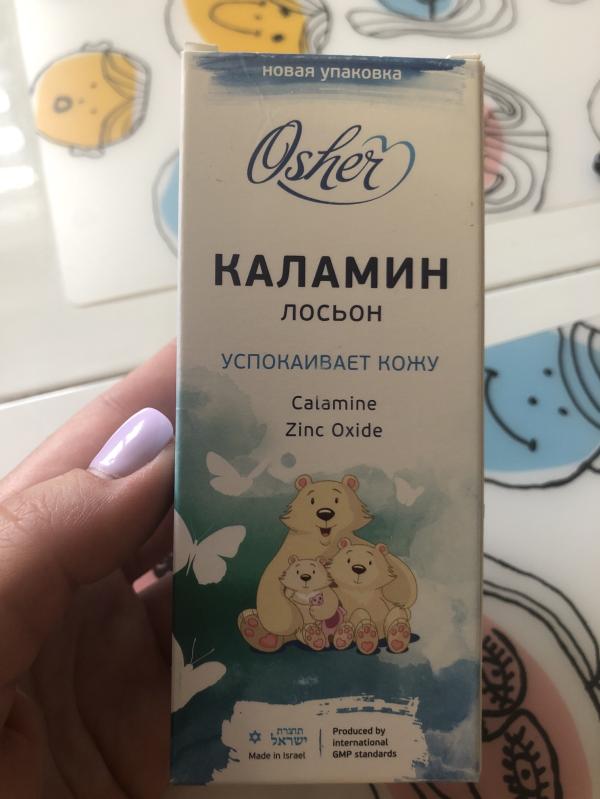 новая упаковка
Osher
КАЛАМИН
ЛОСЬОН
УСПОКАИВАЕТ КОЖУ
Calamine
Zinc Oxide
תוצרת
ישראל
Made in Israel
Produced by
international
GMP standards